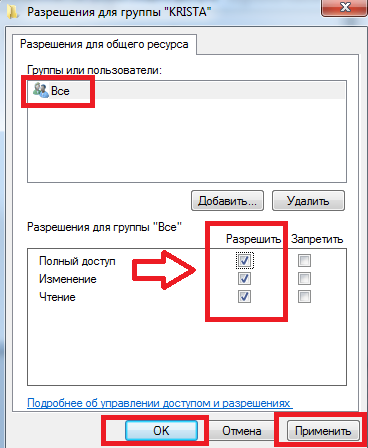 Разрешения для группы "KRISTA"
Разрешения для общего ресурса
Группы или пользователи:
Все
Добавить... Удалить
Разрешения для группы "Все" Разрешить Запретить
Полный доступ
Изменение
Чтение
Подробнее об управлении доступом и разрешениях
OK Отмена Применить